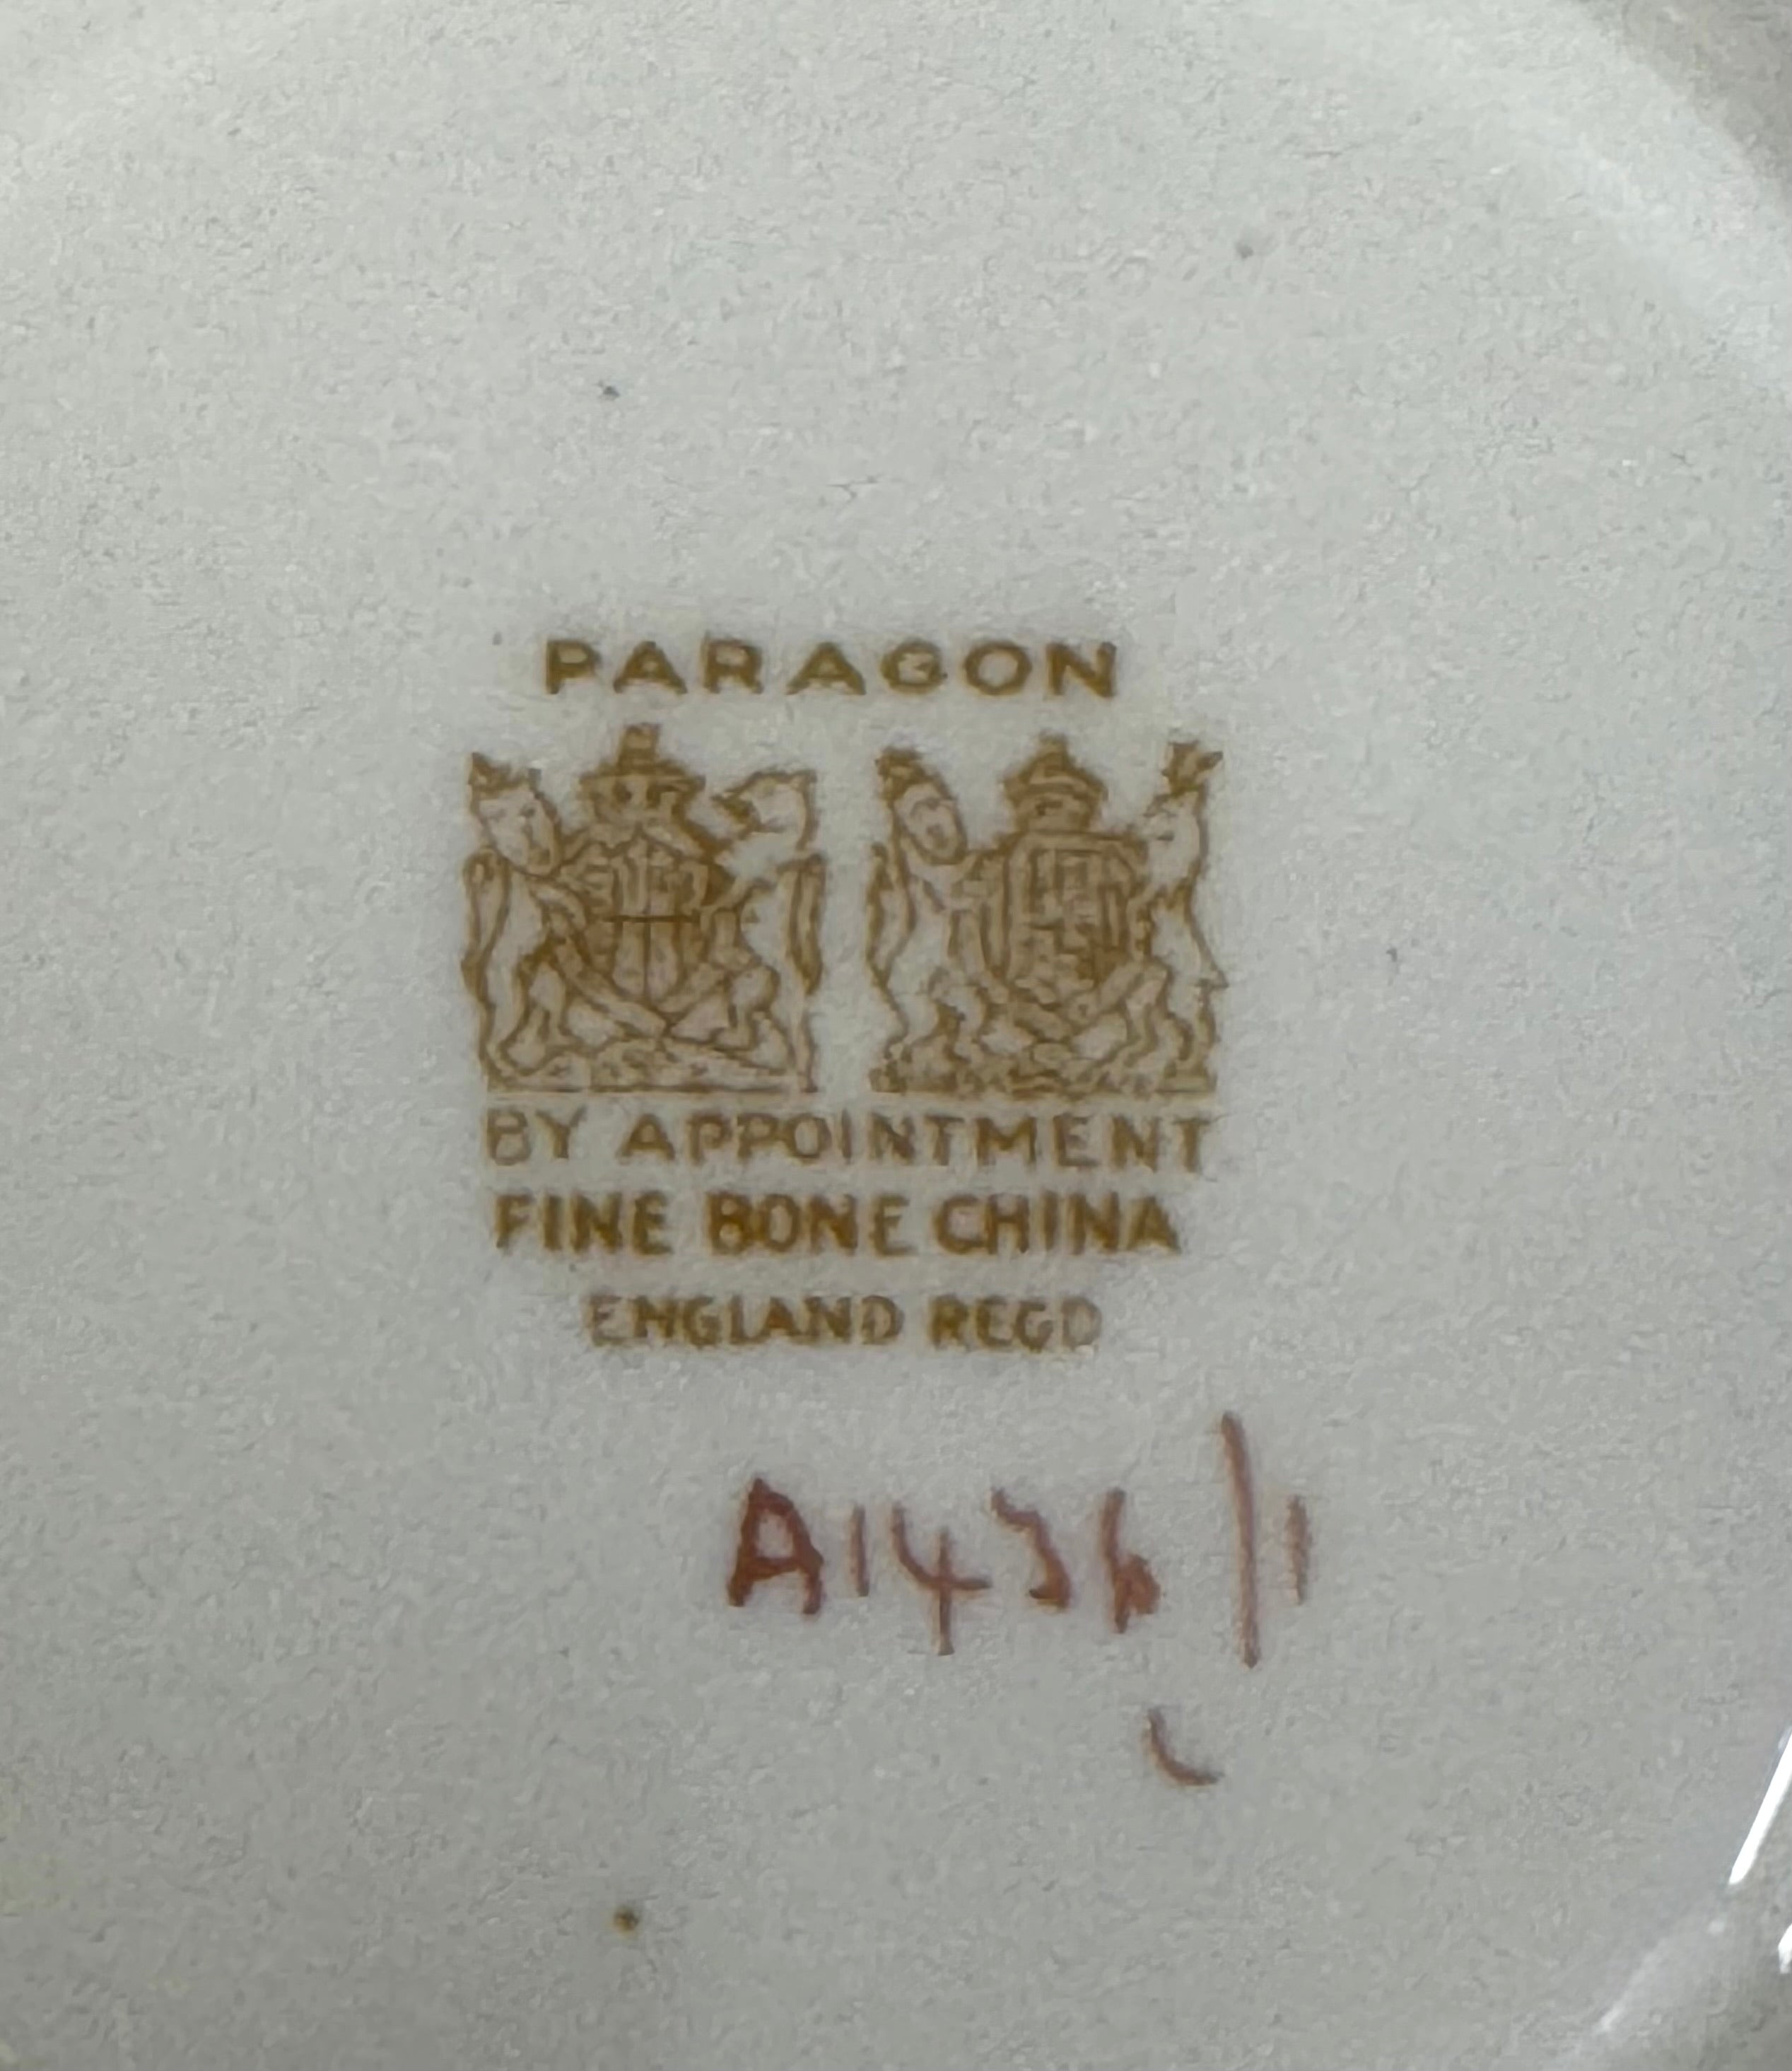 PARAGON
BY APPOINTMENT
FINE BONE CHINA
ENGLAND REGD
A1436/1